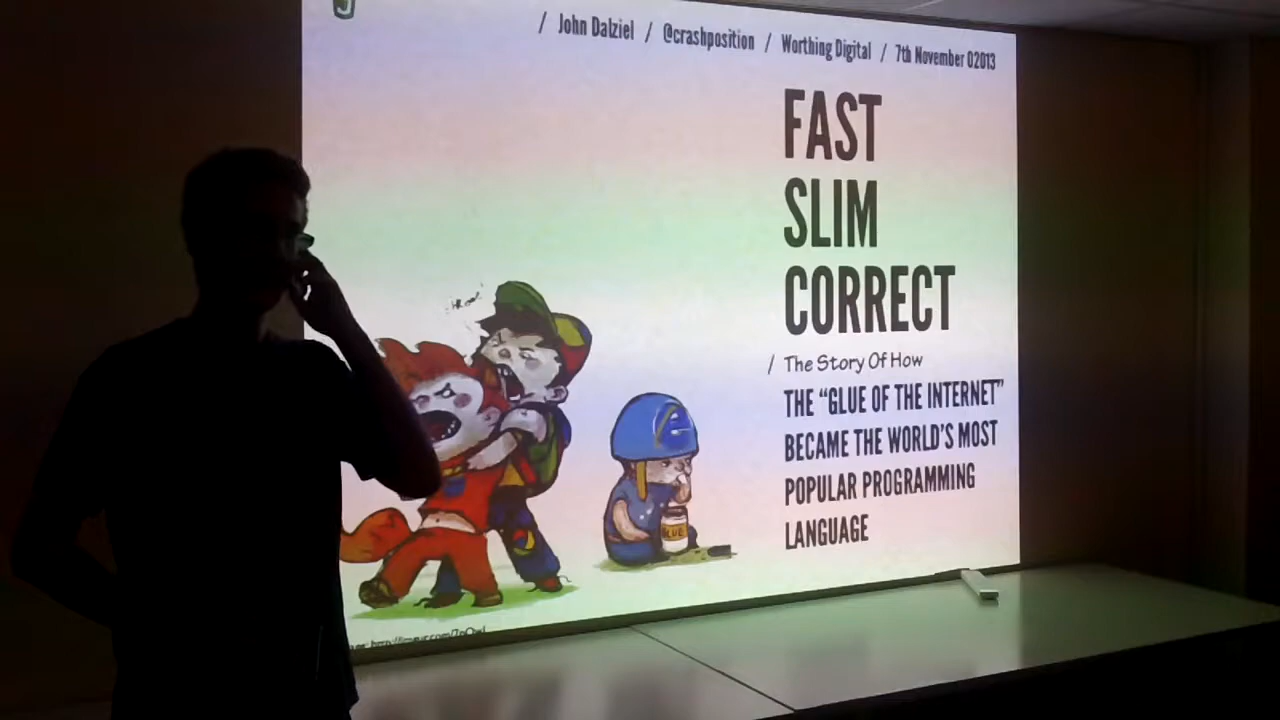 / John Dalziel / @crashposition / Worthing Digital / 7th November 02013
FAST
SLIM
CORRECT
/ The Story Of How
THE “GLUE OF THE INTERNET”
BECAME THE WORLD'S MOST
POPULAR PROGRAMMING
LANGUAGE
GLUE